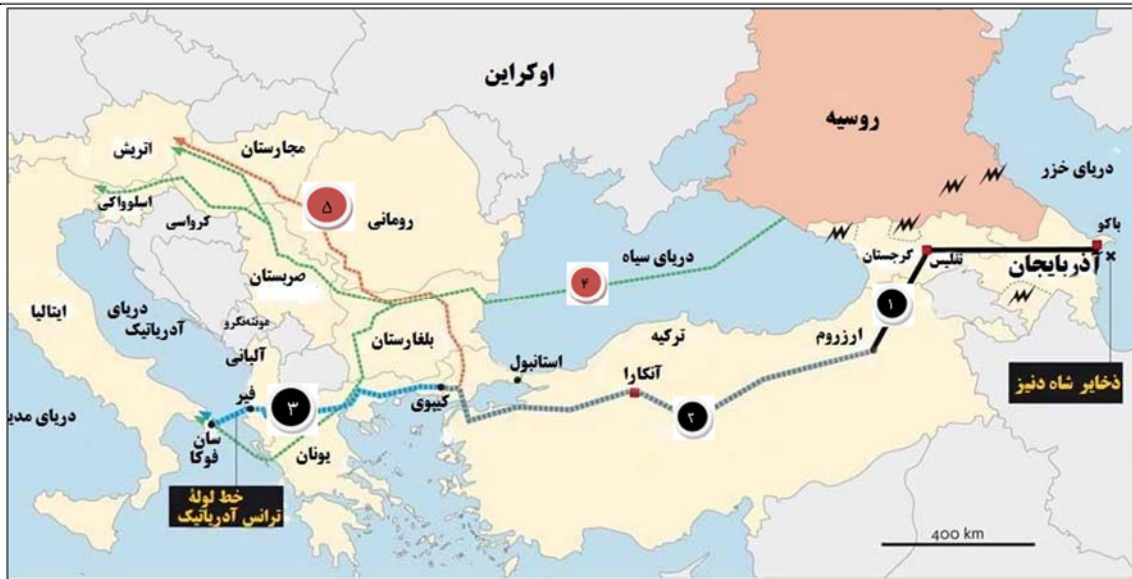 اوکراین
روسیه
دریای خزر
اتریش
مجارستان
اسلوواکی
کرواسی
۵
رومانی
باکو
گرجستان
تفلیس
آذربایجان
دریای سیاه
۴
صربستان
ایتالیا
دریای
آدریاتیک
مونته‌نگرو
بلغارستان
۱
ارزروم
ترکیه
استانبول
آلبانی
آنکارا
ذخایر شاه دنیز
فیر
۳
کیپوی
۲
دریای مدی
سان
فوکا
یونان
خط لولهٔ
ترانس آدریاتیک
400 km